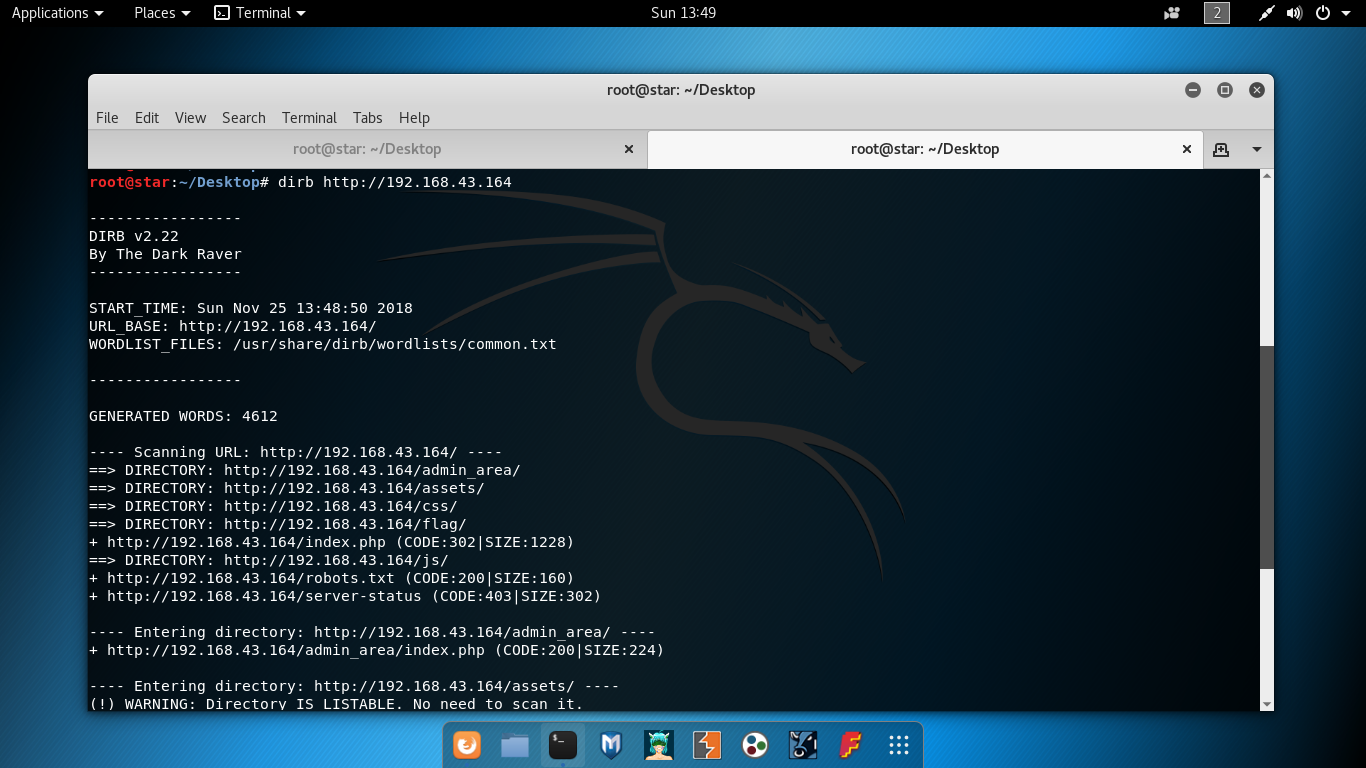 Applications Places Terminal Sun 13:49 2
root@star: ~/Desktop
File Edit View Search Terminal Tabs Help
root@star: ~/Desktop root@star: ~/Desktop
root@star:~/Desktop# dirb http://192.168.43.164
-----------------
DIRB v2.22
By The Dark Raver
-----------------
START_TIME: Sun Nov 25 13:48:50 2018
URL_BASE: http://192.168.43.164/
WORDLIST_FILES: /usr/share/dirb/wordlists/common.txt
-----------------
GENERATED WORDS: 4612
---- Scanning URL: http://192.168.43.164/ ----
==> DIRECTORY: http://192.168.43.164/admin_area/
==> DIRECTORY: http://192.168.43.164/assets/
==> DIRECTORY: http://192.168.43.164/css/
==> DIRECTORY: http://192.168.43.164/flag/
+ http://192.168.43.164/index.php (CODE:302|SIZE:1228)
==> DIRECTORY: http://192.168.43.164/js/
+ http://192.168.43.164/robots.txt (CODE:200|SIZE:160)
+ http://192.168.43.164/server-status (CODE:403|SIZE:302)
---- Entering directory: http://192.168.43.164/admin_area/ ----
+ http://192.168.43.164/admin_area/index.php (CODE:200|SIZE:224)
---- Entering directory: http://192.168.43.164/assets/ ----
(!) WARNING: Directory IS LISTABLE. No need to scan it.